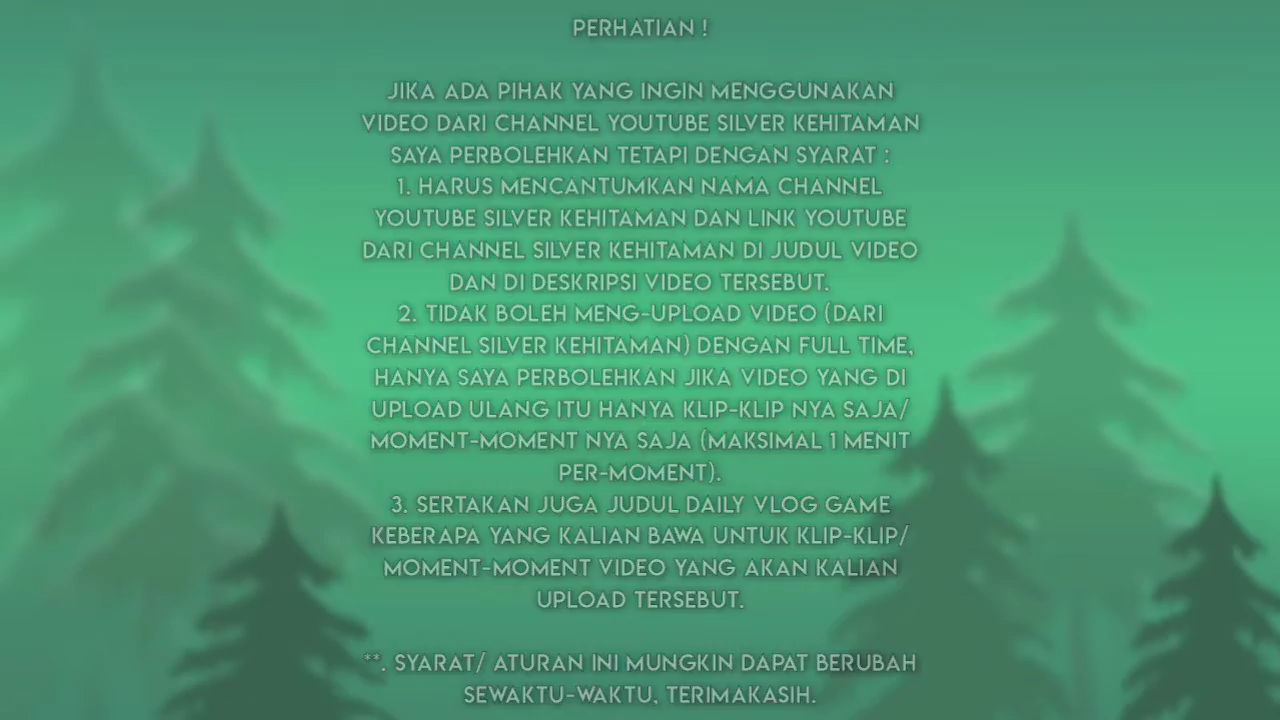 PERHATIAN !
JIKA ADA PIHAK YANG INGIN MENGGUNAKAN
VIDEO DARI CHANNEL YOUTUBE SILVER KEHITAMAN
SAYA PERBOLEHKAN TETAPI DENGAN SYARAT :
1. HARUS MENCANTUMKAN NAMA CHANNEL
YOUTUBE SILVER KEHITAMAN DAN LINK YOUTUBE
DARI CHANNEL SILVER KEHITAMAN DI JUDUL VIDEO
DAN DI DESKRIPSI VIDEO TERSEBUT.
2. TIDAK BOLEH MENG-UPLOAD VIDEO (DARI
CHANNEL SILVER KEHITAMAN) DENGAN FULL TIME,
HANYA SAYA PERBOLEHKAN JIKA VIDEO YANG DI
UPLOAD ULANG ITU HANYA KLIP-KLIP NYA SAJA/
MOMENT-MOMENT NYA SAJA (MAKSIMAL 1 MENIT
PER-MOMENT).
3. SERTAKAN JUGA JUDUL DAILY VLOG GAME
KEBERAPA YANG KALIAN BAWA UNTUK KLIP-KLIP/
MOMENT-MOMENT VIDEO YANG AKAN KALIAN
UPLOAD TERSEBUT.
**. SYARAT/ ATURAN INI MUNGKIN DAPAT BERUBAH
SEWAKTU-WAKTU, TERIMAKASIH.